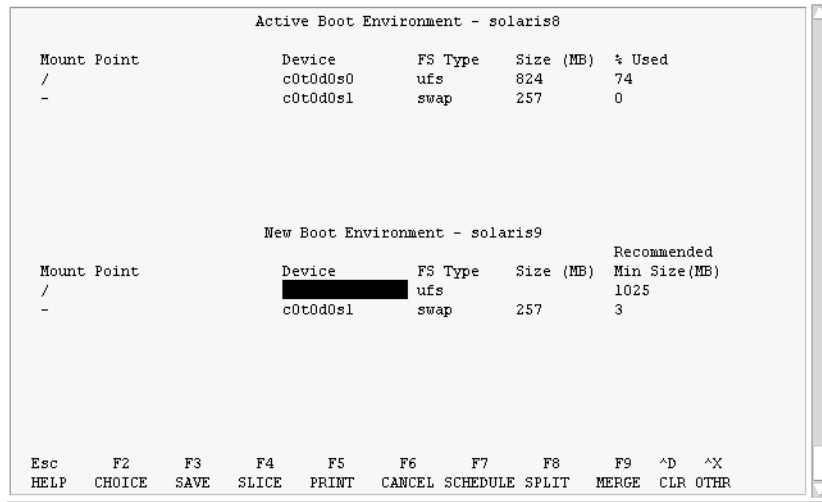 Active Boot Environment - solaris8
Mount Point Device FS Type Size (MB) % Used
/ c0t0d0s0 ufs 824 74
- c0t0d0s1 swap 257 0
New Boot Environment - solaris9
Recommended
Mount Point Device FS Type Size (MB) Min Size(MB)
/ ufs 1025
- c0t0d0s1 swap 257 3
Esc F2 F3 F4 F5 F6 F7 F8 F9 ^D ^X
HELP CHOICE SAVE SLICE PRINT CANCEL SCHEDULE SPLIT MERGE CLR OTHR